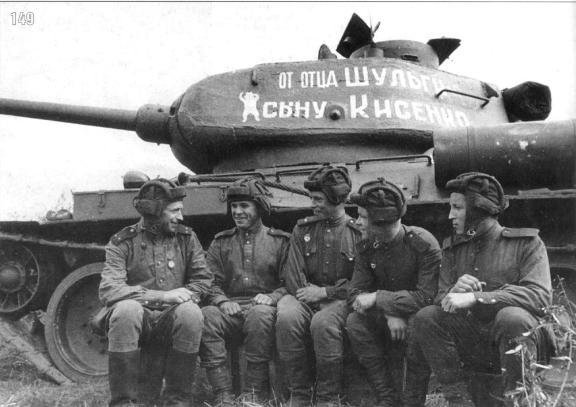 149
ОТ ОТЦА ШУЛЬГИ
СЫНУ КИСЕНКО